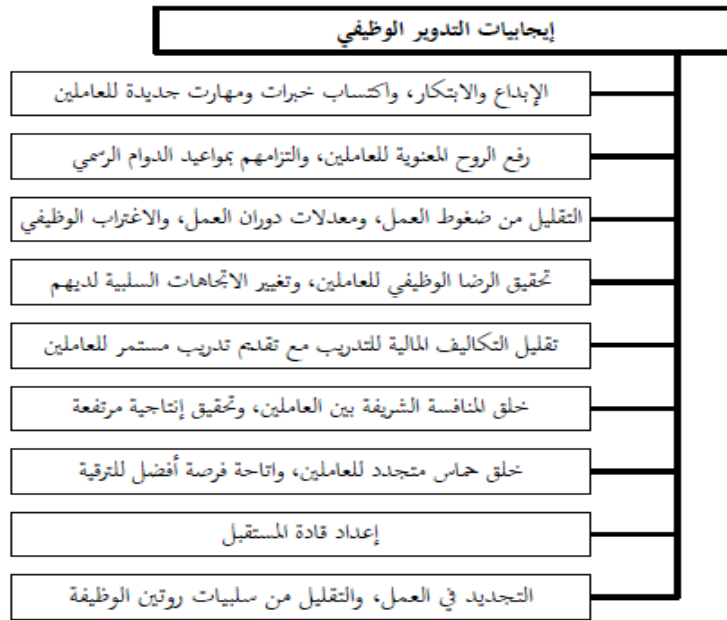 إيجابيات التدوير الوظيفي
الإبداع والابتكار، واكتساب خبرات ومهارت جديدة للعاملين
رفع الروح المعنوية للعاملين، والتزامهم بمواعيد الدوام الرسمي
التقليل من ضغوط العمل، ومعدلات دوران العمل، والاغتراب الوظيفي
تحقيق الرضا الوظيفي للعاملين، وتغيير الاتجاهات السلبية لديهم
تقليل التكاليف المالية للتدريب مع تقديم تدريب مستمر للعاملين
خلق المنافسة الشريفة بين العاملين، وتحقيق إنتاجية مرتفعة
خلق حماس متجدد للعاملين، واتاحة فرصة أفضل للترقية
إعداد قادة المستقبل
التجديد في العمل، والتقليل من سلبيات روتين الوظيفة